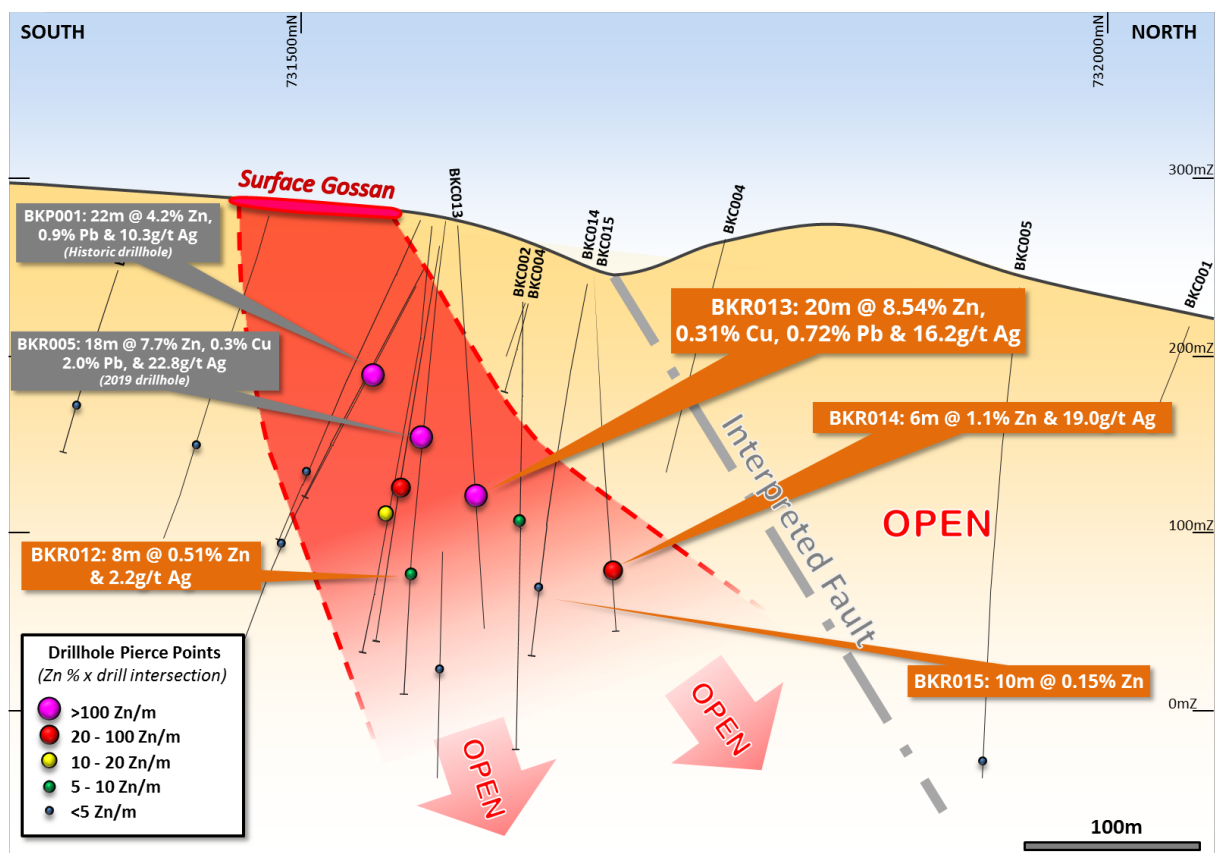 SOUTH
731500mN
732000mN
NORTH
Surface Gossan
300mZ
BKC013
BKC014
BKC015
BKC004
BKC005
BKC001
BKC002
BKC004
BKP001: 22m @ 4.2% Zn,
0.9% Pb & 10.3g/t Ag
(Historic drillhole)
BKR005: 18m @ 7.7% Zn, 0.3% Cu
2.0% Pb, & 22.8g/t Ag
(2019 drillhole)
BKR013: 20m @ 8.54% Zn,
0.31% Cu, 0.72% Pb & 16.2g/t Ag
200mZ
BKR014: 6m @ 1.1% Zn & 19.0g/t Ag
Interpreted Fault
OPEN
100mZ
BKR012: 8m @ 0.51% Zn
& 2.2g/t Ag
BKR015: 10m @ 0.15% Zn
0mZ
OPEN
OPEN
Drillhole Pierce Points
(Zn % x drill intersection)
>100 Zn/m
20 - 100 Zn/m
10 - 20 Zn/m
5 - 10 Zn/m
<5 Zn/m
100m